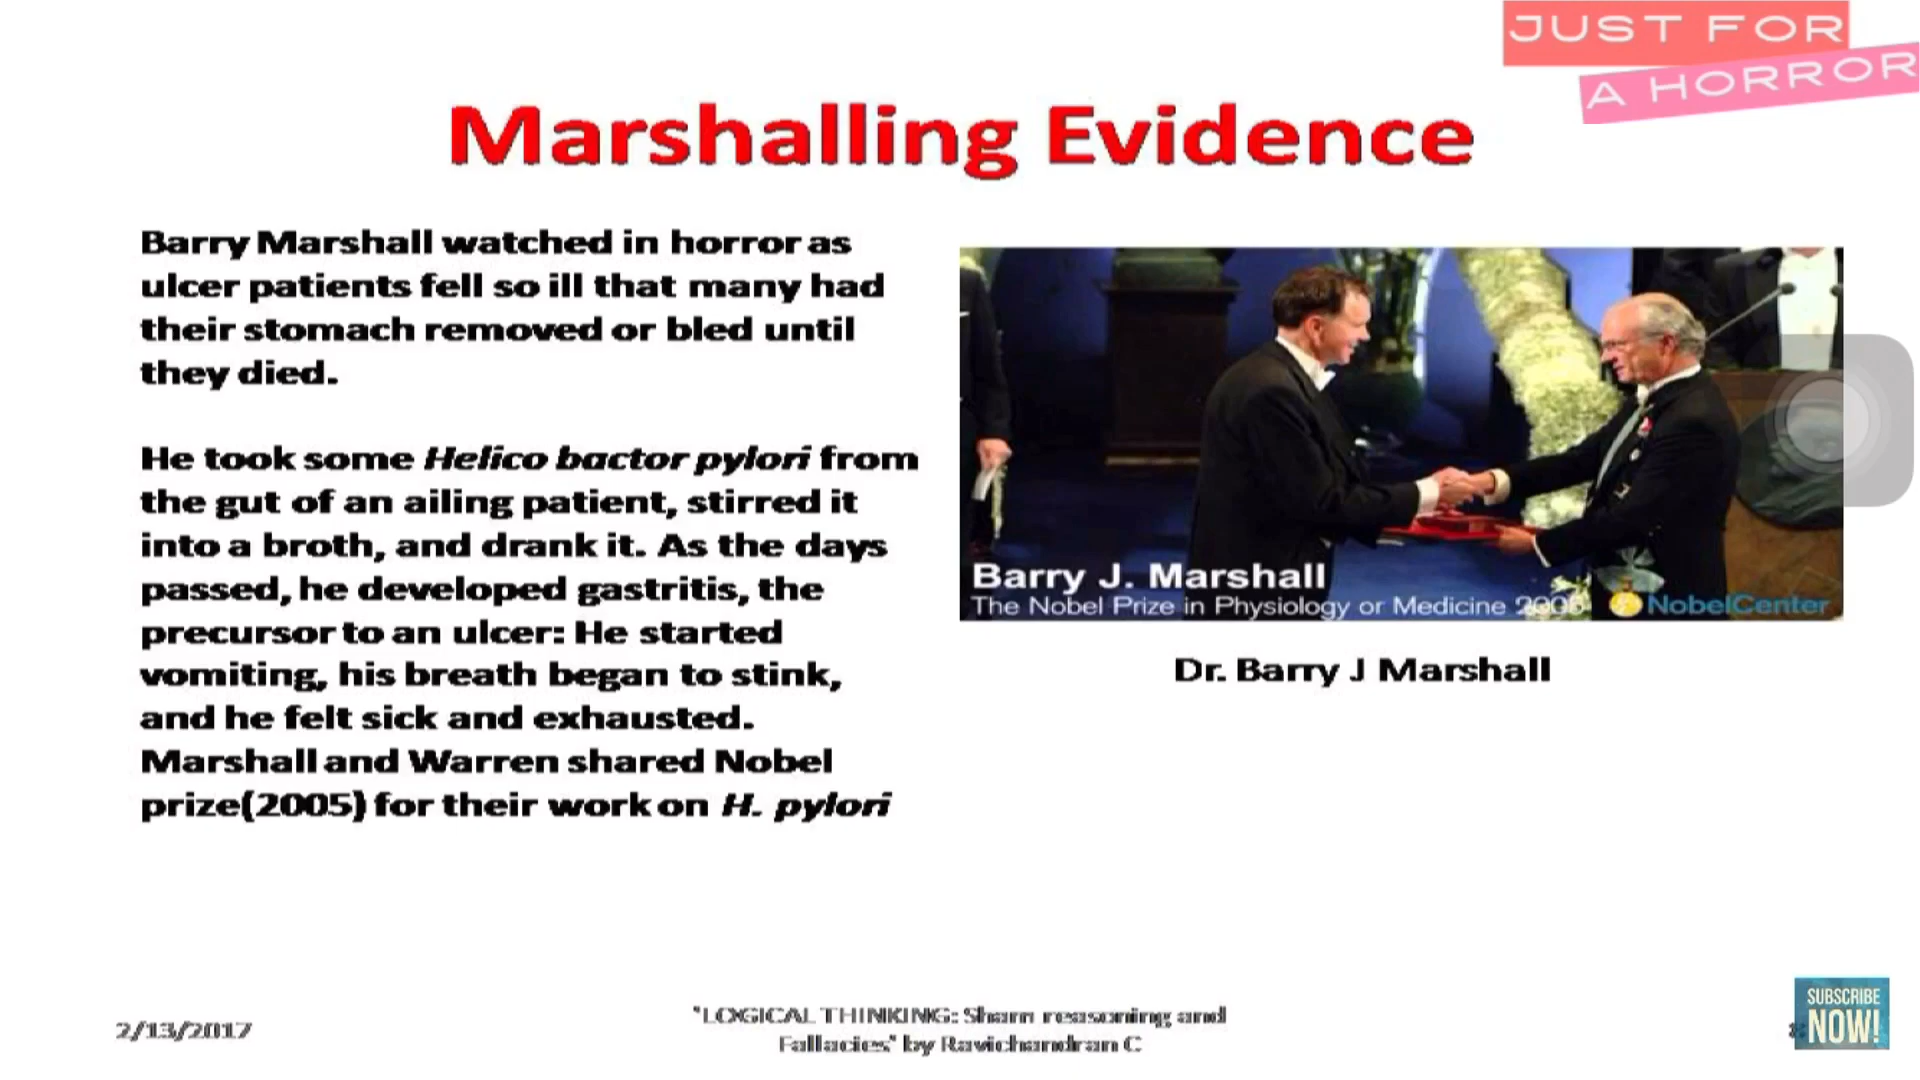 JUST FOR
A HORROR
Marshalling Evidence
Barry Marshall watched in horror as
ulcer patients fell so ill that many had
their stomach removed or bled until
they died.
He took some Helico bactor pylori from
the gut of an ailing patient, stirred it
into a broth, and drank it. As the days
passed, he developed gastritis, the
precursor to an ulcer: He started
vomiting, his breath began to stink,
and he felt sick and exhausted.
Marshall and Warren shared Nobel
prize(2005) for their work on H. pylori
Barry J. Marshall
The Nobel Prize in Physiology or Medicine
NobelCenter
Dr. Barry J Marshall
2/13/2017
"LOGICAL THINKING: Sham reasoning and
Fallacies" by Ravichandran C
SUBSCRIBE
NOW!